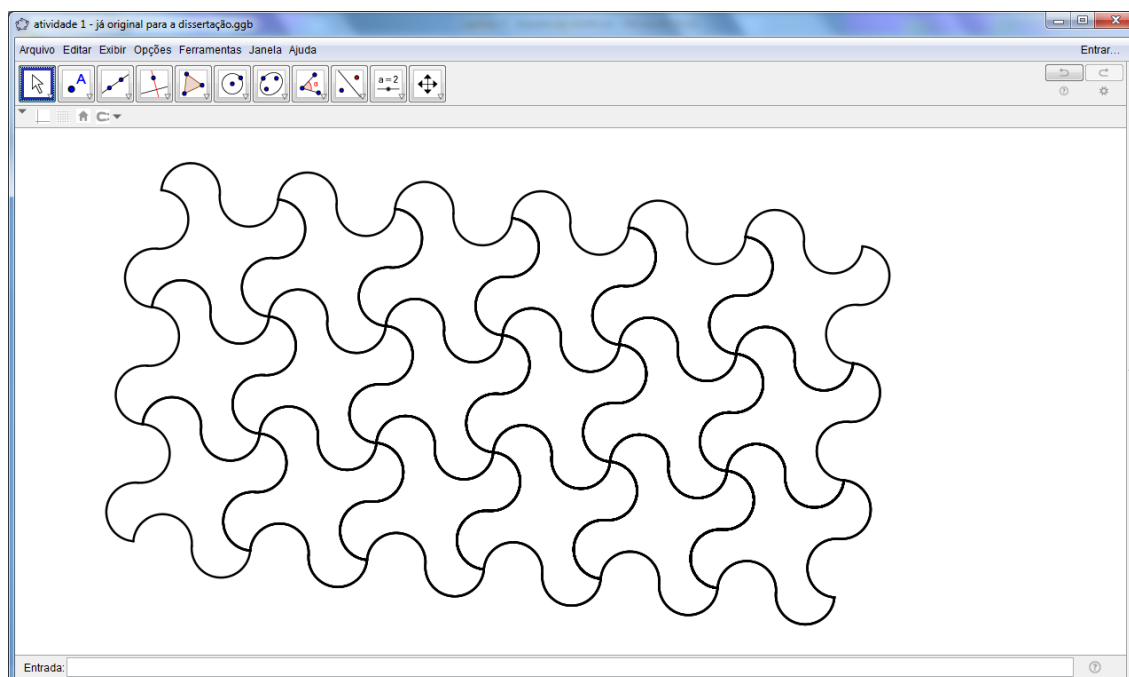 atividade 1 - já original para a dissertação.ggb
Arquivo Editar Exibir Opções Ferramentas Janela Ajuda
Entrar...
A
α
a = 2
Entrada: